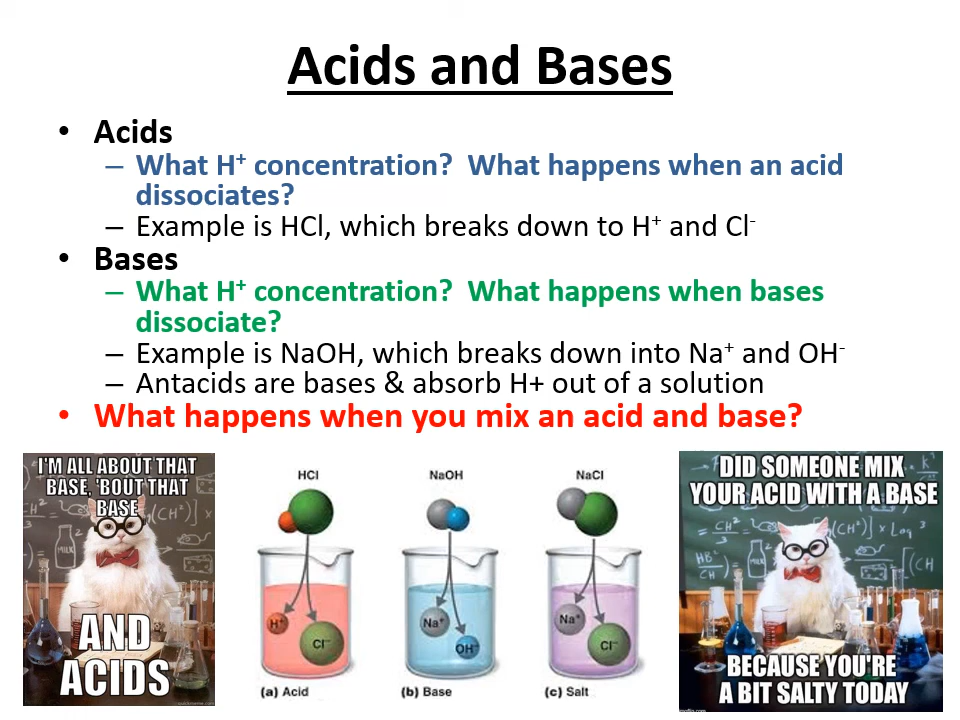 Acids and Bases
• Acids
– What H⁺ concentration?  What happens when an acid
dissociates?
– Example is HCl, which breaks down to H⁺ and Cl⁻
• Bases
– What H⁺ concentration?  What happens when bases
dissociate?
– Example is NaOH, which breaks down into Na⁺ and OH⁻
– Antacids are bases & absorb H+ out of a solution
• What happens when you mix an acid and base?
I'M ALL ABOUT THAT
BASE, 'BOUT THAT
BASE
AND
ACIDS
HCl
H⁺
Cl⁻
(a) Acid
NaOH
Na⁺
OH⁻
(b) Base
NaCl
Na⁺
Cl⁻
(c) Salt
DID SOMEONE MIX
YOUR ACID WITH A BASE
BECAUSE YOU'RE
A BIT SALTY TODAY